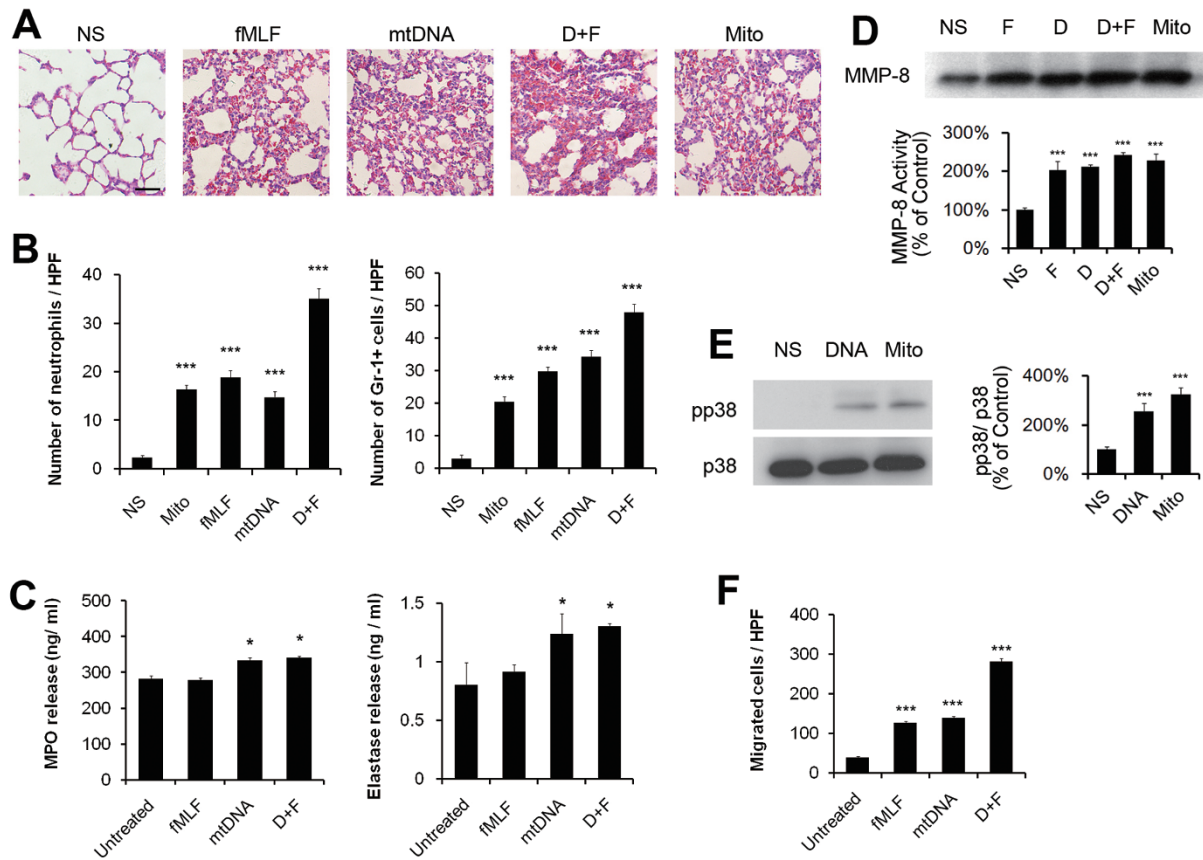 A
NS fMLF mtDNA D+F Mito
B
Number of neutrophils / HPF
40
30
20
10
0
***
***
***
***
NS Mito fMLF mtDNA D+F
Number of Gr-1+ cells / HPF
60
50
40
30
20
10
0
***
***
***
***
NS Mito fMLF mtDNA D+F
C
MPO release (ng/ ml)
500
400
300
200
100
0
*
*
Untreated fMLF mtDNA D+F
Elastase release (ng / ml)
1.5
1
0.5
0
*
*
Untreated fMLF mtDNA D+F
D
NS F D D+F Mito
MMP-8
MMP-8 Activity
(% of Control)
300%
200%
100%
0%
***
***
***
***
NS F D D+F Mito
E
NS DNA Mito
pp38
p38
pp38/ p38
(% of Control)
400%
200%
0%
***
***
NS DNA Mito
F
Migrated cells / HPF
400
300
200
100
0
***
***
***
Untreated fMLF mtDNA D+F